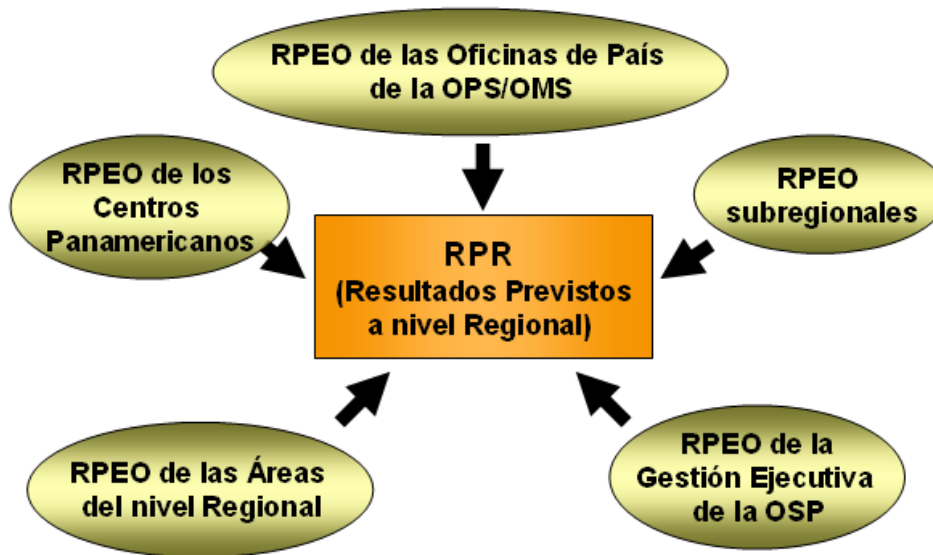 RPEO de las Oficinas de País
de la OPS/OMS
RPEO de los
Centros
Panamericanos
RPEO
subregionales
RPR
(Resultados Previstos
a nivel Regional)
RPEO de las Áreas
del nivel Regional
RPEO de la
Gestión Ejecutiva
de la OSP